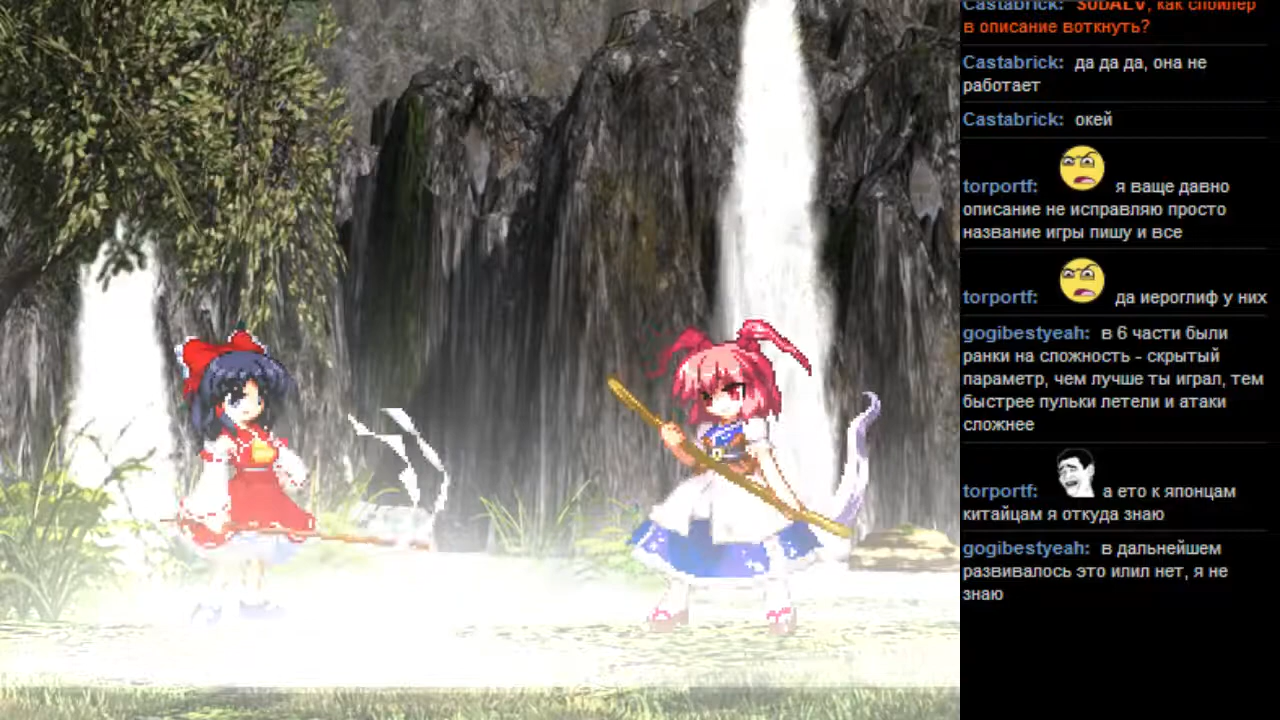 Castabrick: SUDAEV, как спойлер
в описание воткнуть?
Castabrick: да да да, она не
работает
Castabrick: окей
torportf: я ваще давно
описание не исправляю просто
название игры пишу и все
torportf: да иероглиф у них
gogibestyeah: в 6 части были
ранки на сложность - скрытый
параметр, чем лучше ты играл, тем
быстрее пульки летели и атаки
сложнее
torportf: а ето к японцам
китайцам я откуда знаю
gogibestyeah: в дальнейшем
развивалось это илил нет, я не
знаю